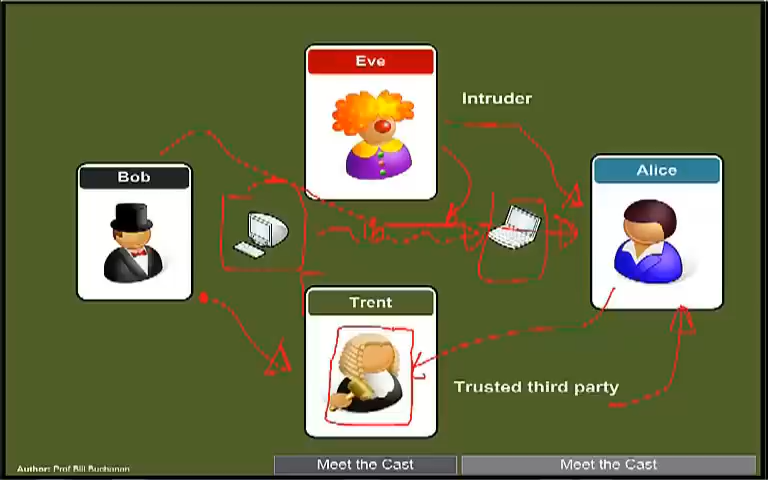 Eve
Intruder
Bob
Alice
Trent
Trusted third party
Author: Prof Bill Buchanan
Meet the Cast
Meet the Cast